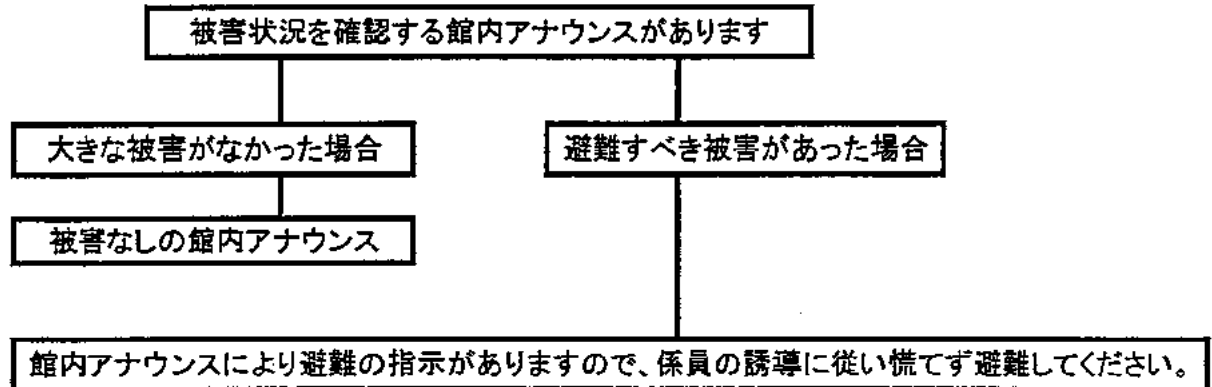 被害状況を確認する館内アナウンスがあります
大きな被害がなかった場合
避難すべき被害があった場合
被害なしの館内アナウンス
館内アナウンスにより避難の指示がありますので、係員の誘導に従い慌てず避難してください。